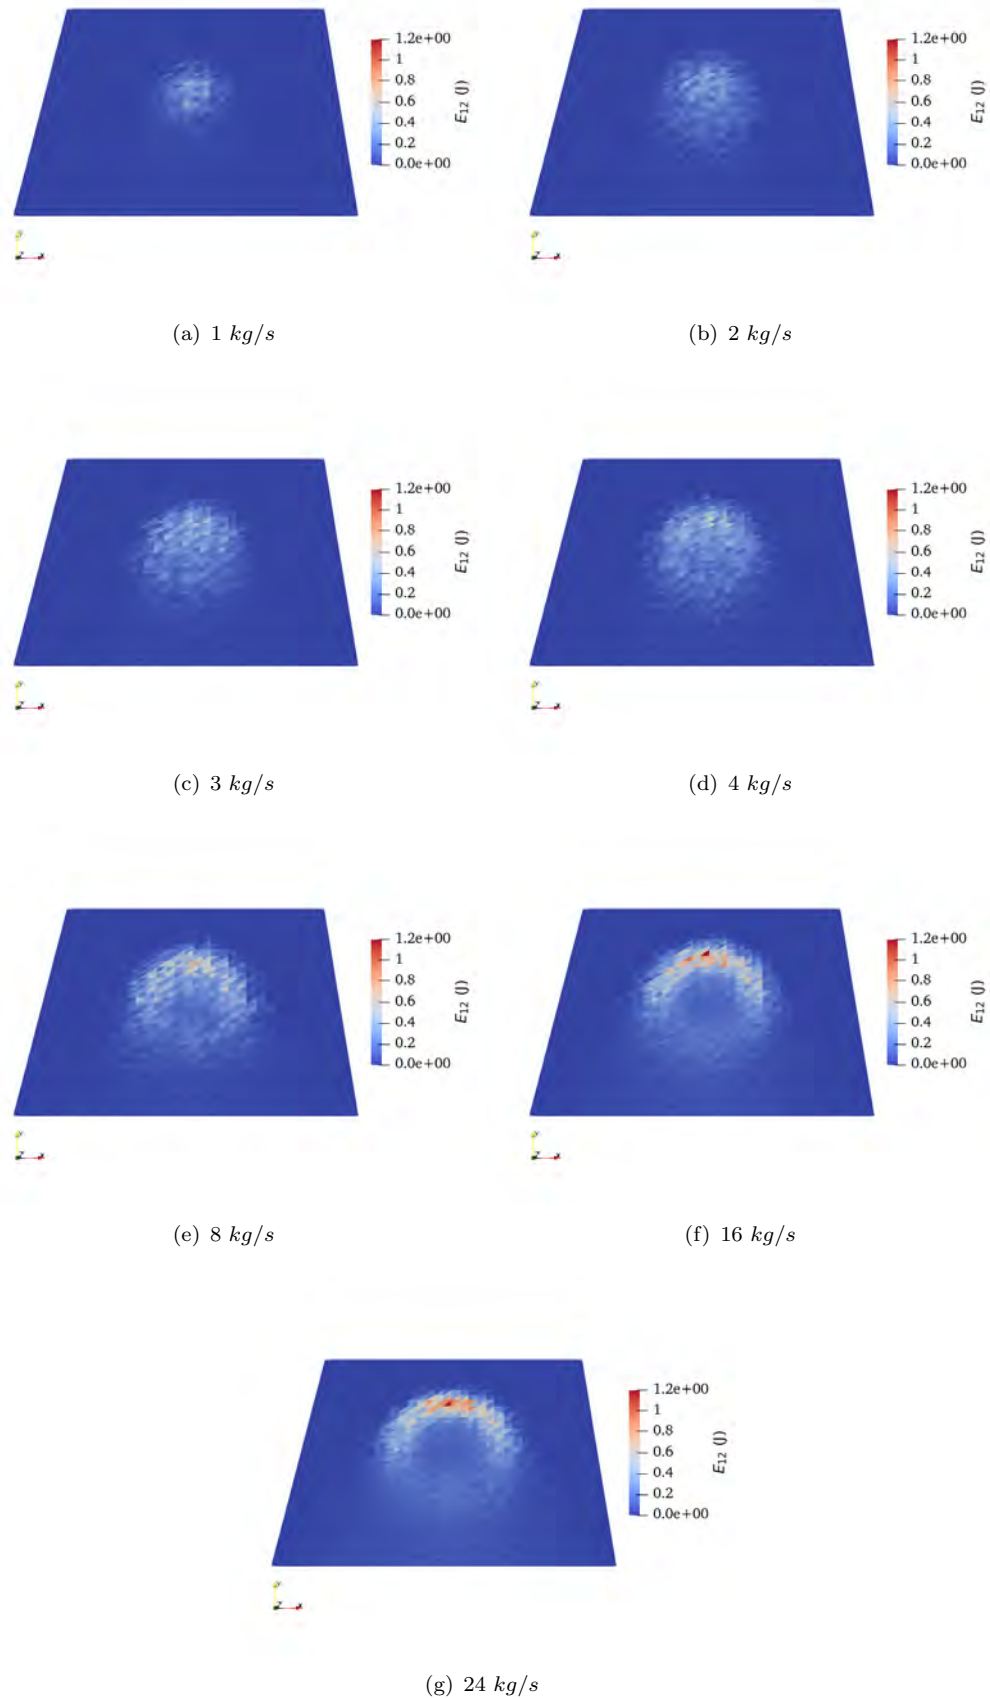 1.2e+00 1.2e+00
1 1
0.8 0.8
0.6 0.6
0.4 0.4
0.2 0.2
0.0e+00 0.0e+00
E12 (J) E12 (J)
Y Y
Z X Z X
(a) 1 kg/s (b) 2 kg/s
1.2e+00 1.2e+00
1 1
0.8 0.8
0.6 0.6
0.4 0.4
0.2 0.2
0.0e+00 0.0e+00
E12 (J) E12 (J)
Y Y
Z X Z X
(c) 3 kg/s (d) 4 kg/s
1.2e+00 1.2e+00
1 1
0.8 0.8
0.6 0.6
0.4 0.4
0.2 0.2
0.0e+00 0.0e+00
E12 (J) E12 (J)
Y Y
Z X Z X
(e) 8 kg/s (f) 16 kg/s
1.2e+00
1
0.8
0.6
0.4
0.2
0.0e+00
E12 (J)
Y
Z X
(g) 24 kg/s